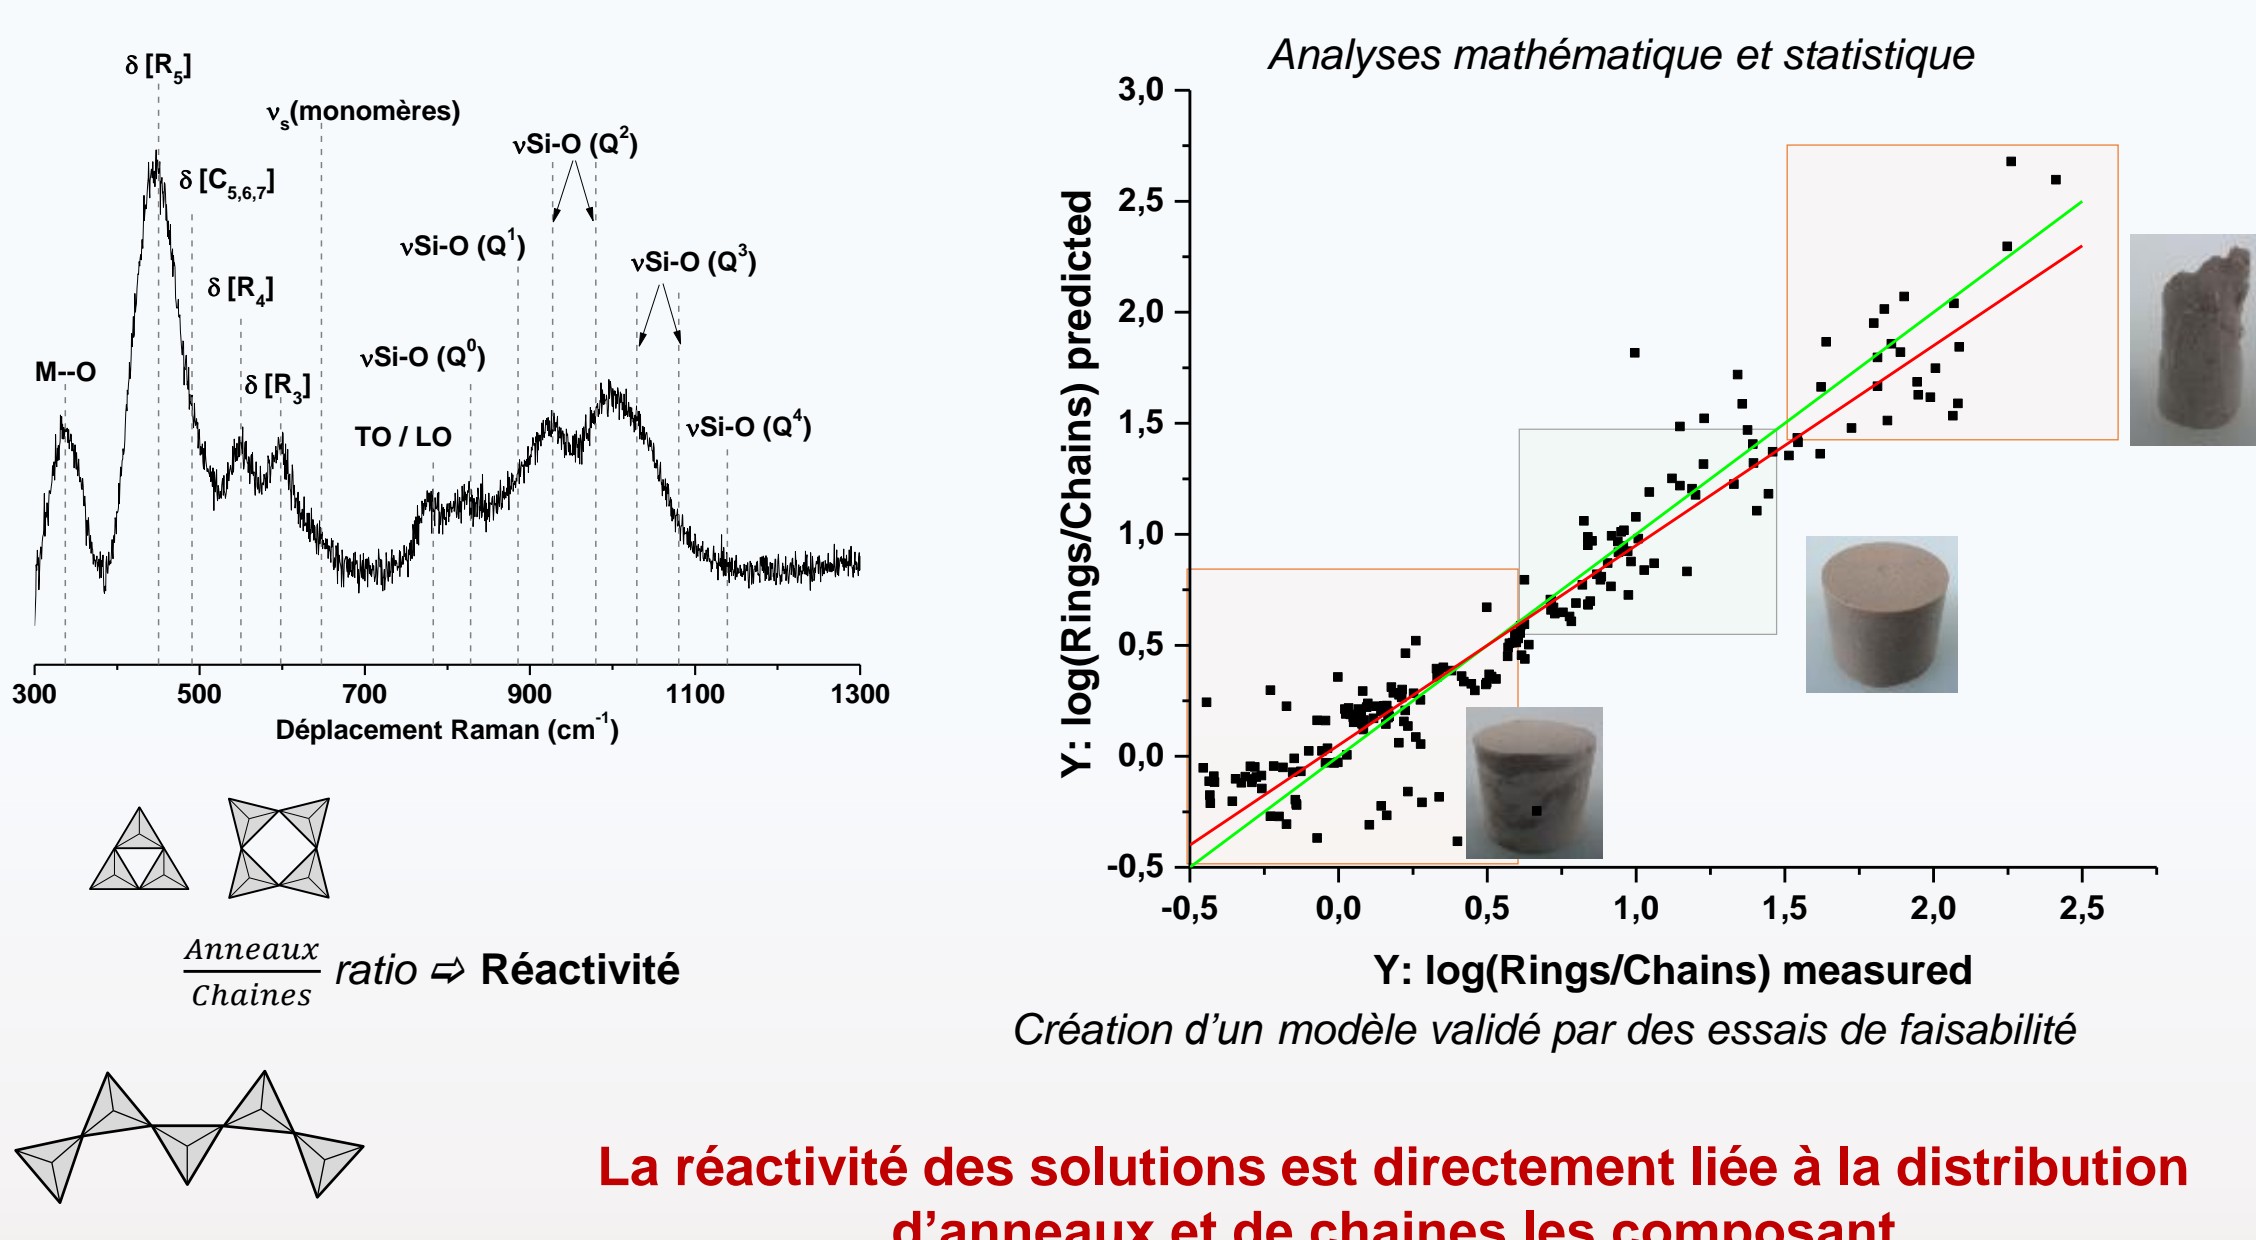 δ [R5]
νs(monomères)
νSi-O (Q2)
δ [C5,6,7]
νSi-O (Q1)
νSi-O (Q3)
δ [R4]
νSi-O (Q0)
M--O
δ [R3]
TO / LO
νSi-O (Q4)
300 500 700 900 1100 1300
Déplacement Raman (cm-1)
Anneaux
Chaines
ratio ⇨ Réactivité
Analyses mathématique et statistique
3,0
2,5
2,0
1,5
1,0
0,5
0,0
-0,5
Y: log(Rings/Chains) predicted
-0,5 0,0 0,5 1,0 1,5 2,0 2,5
Y: log(Rings/Chains) measured
Création d’un modèle validé par des essais de faisabilité
La réactivité des solutions est directement liée à la distribution
d’anneaux et de chaines les composant